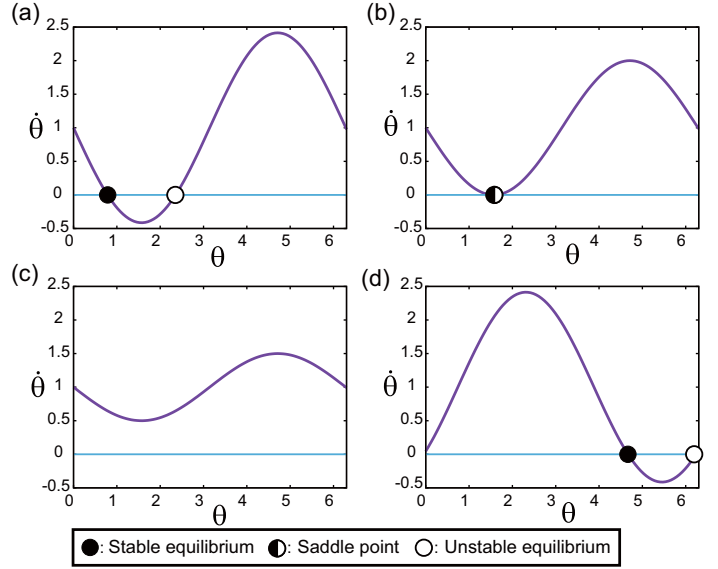 (a)
2.5
2
1.5
1
0.5
0
-0.5
θ̇
0 1 2 3 4 5 6
θ
(b)
2.5
2
1.5
1
0.5
0
-0.5
θ̇
0 1 2 3 4 5 6
θ
(c)
2.5
2
1.5
1
0.5
0
-0.5
θ̇
0 1 2 3 4 5 6
θ
(d)
2.5
2
1.5
1
0.5
0
-0.5
θ̇
0 1 2 3 4 5 6
θ
: Stable equilibrium : Saddle point : Unstable equilibrium